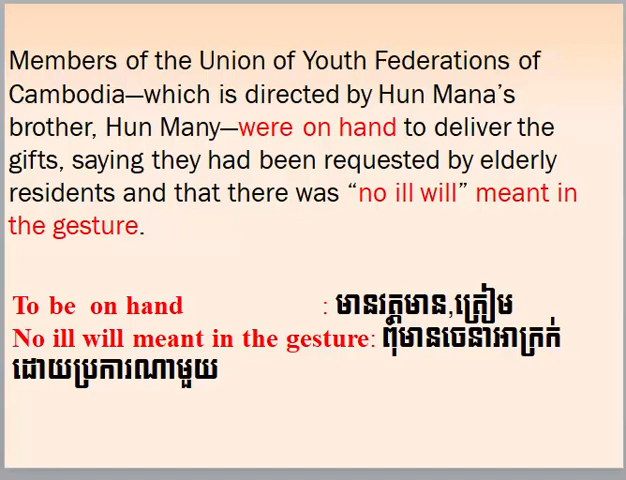 Members of the Union of Youth Federations of
Cambodia—which is directed by Hun Mana’s
brother, Hun Many—were on hand to deliver the
gifts, saying they had been requested by elderly
residents and that there was “no ill will” meant in
the gesture.
To be on hand : មានវត្តមាន,ត្រៀម
No ill will meant in the gesture: ពុំមានចេនាអាក្រក់
ដោយប្រការណាមួយ